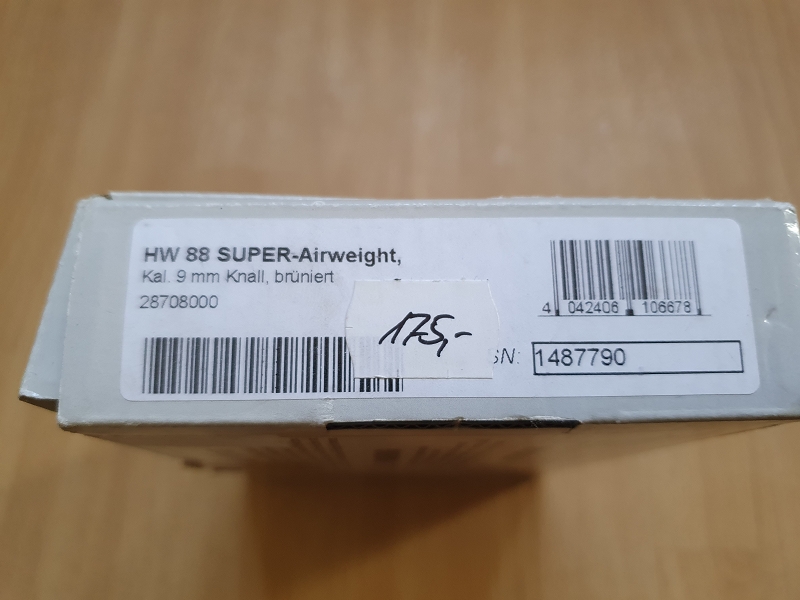 HW 88 SUPER-Airweight,
Kal. 9 mm Knall, brüniert
28708000
4 042406 106678
175,-
SN: 1487790